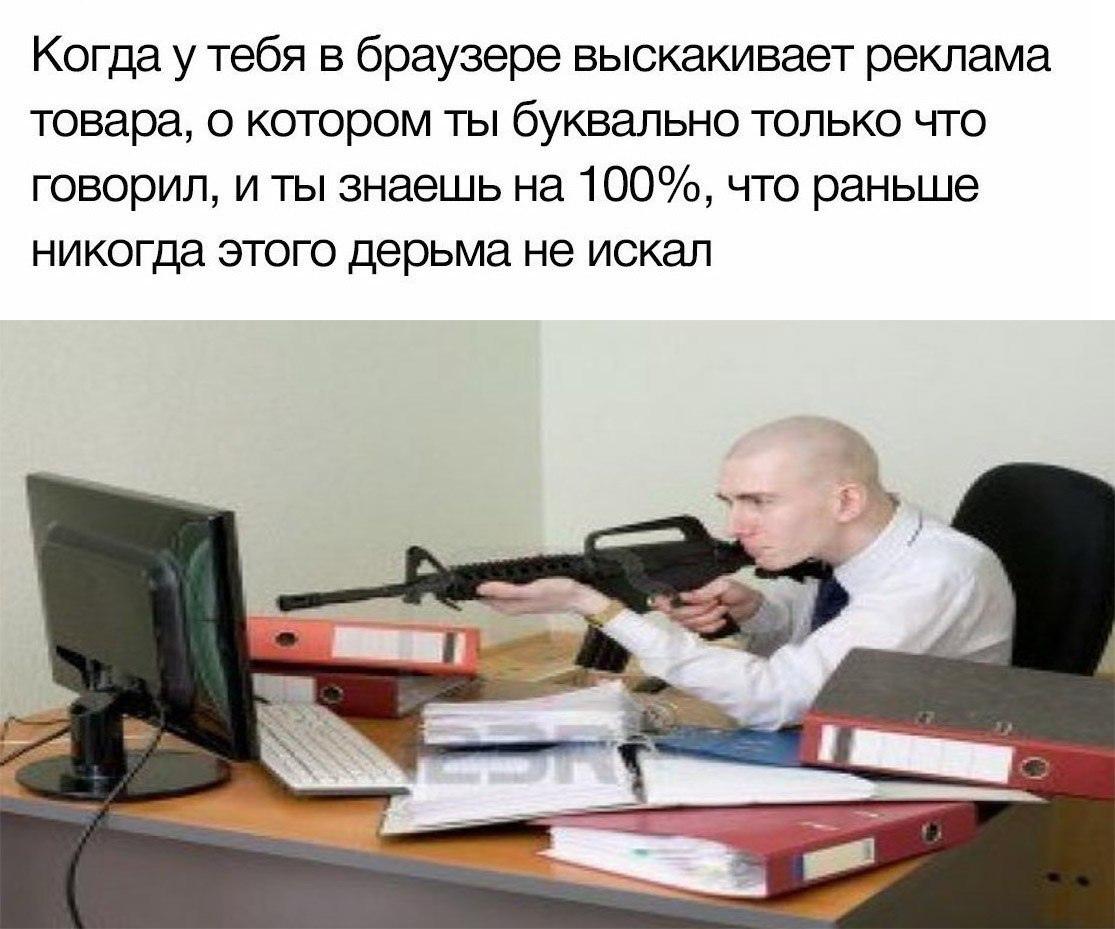 Когда у тебя в браузере выскакивает реклама
товара, о котором ты буквально только что
говорил, и ты знаешь на 100%, что раньше
никогда этого дерьма не искал